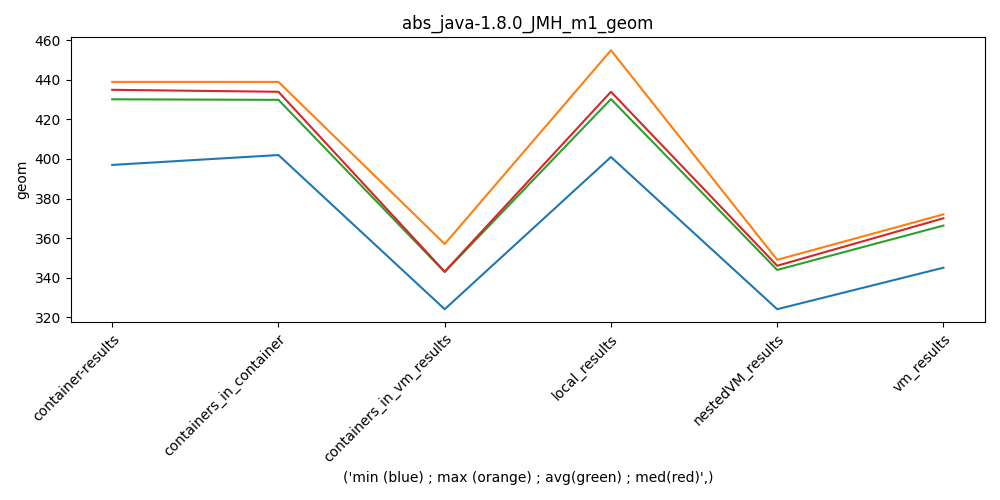 abs_java-1.8.0_JMH_m1_geom
460
440
420
400
380
360
340
320
geom
container-results
containers_in_container
containers_in_vm_results
local_results
nestedVM_results
vm_results
('min (blue) ; max (orange) ; avg(green) ; med(red)',)